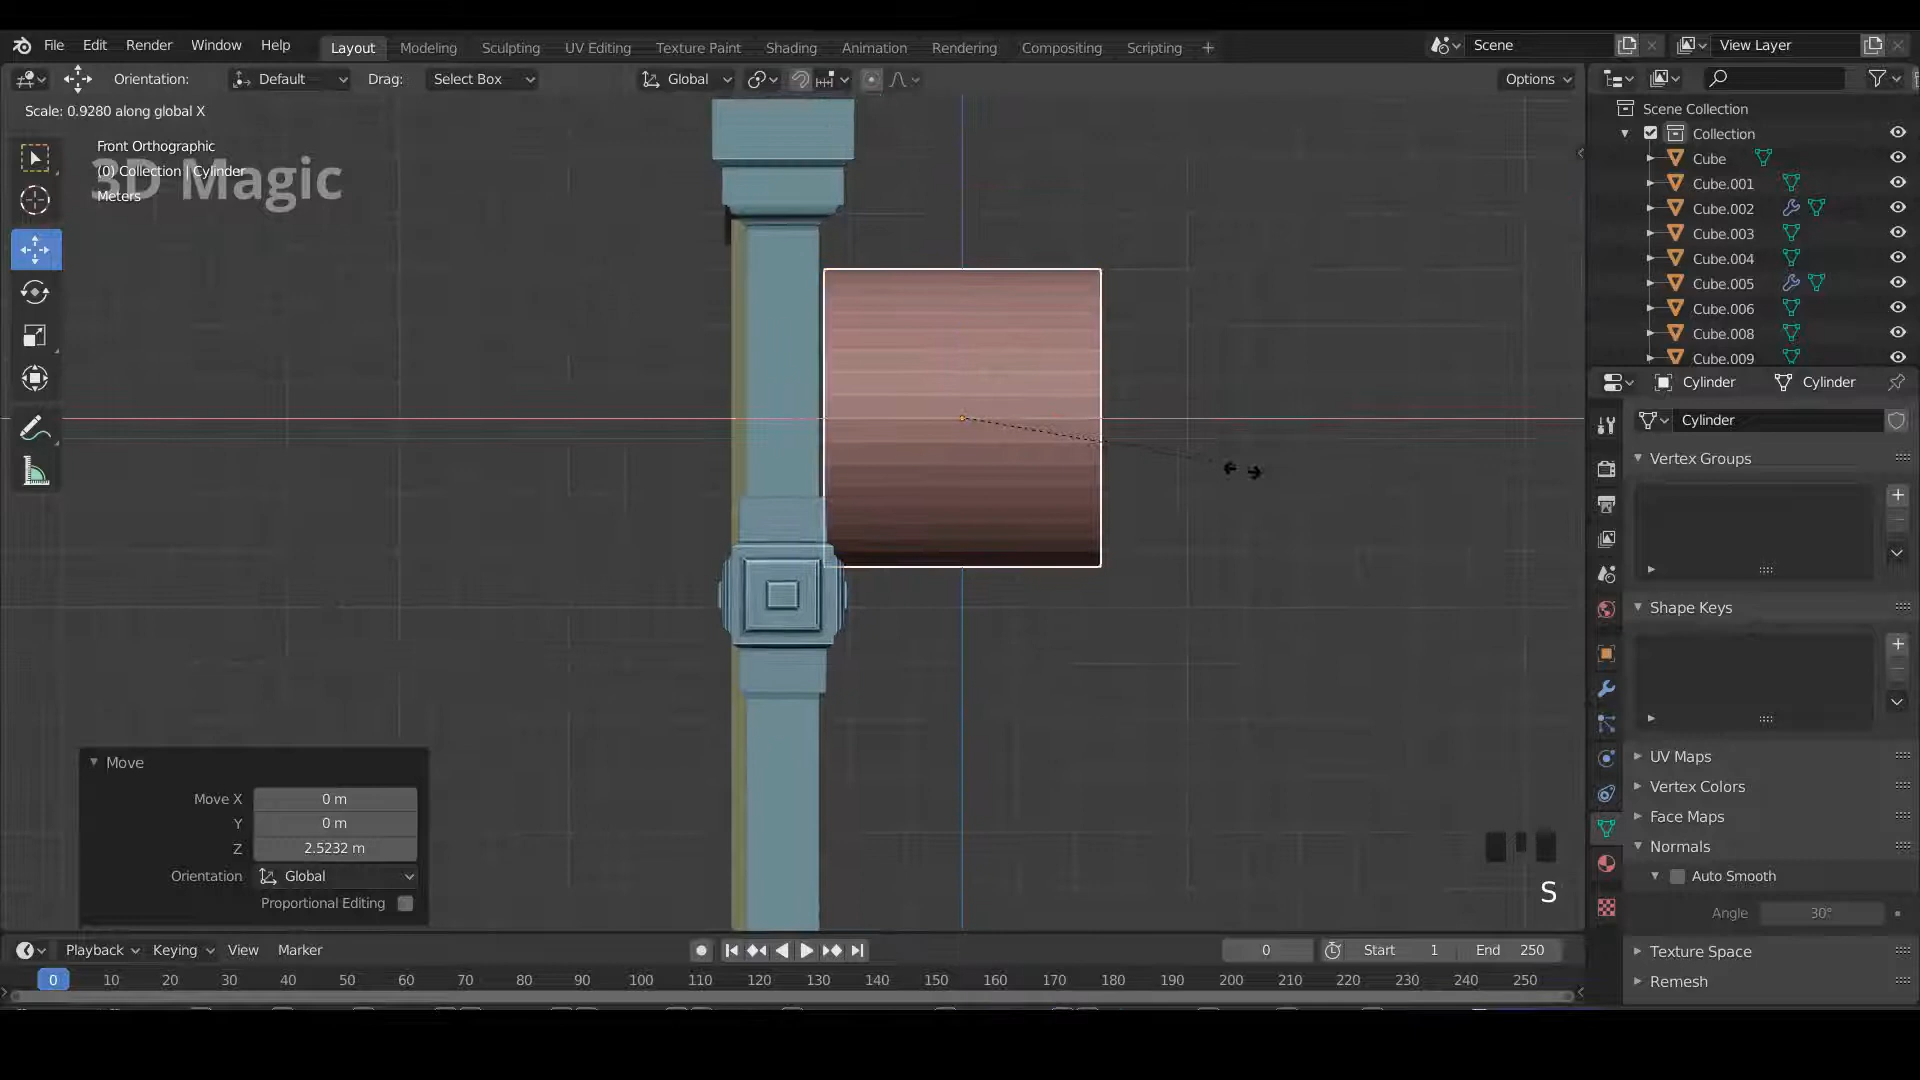 File Edit Render Window Help Layout Modeling Sculpting UV Editing Texture Paint Shading Animation Rendering Compositing Scripting + Scene View Layer
Orientation: Default Drag: Select Box Global Options
Scale: 0.9280 along global X
Front Orthographic
(0) Collection | Cylinder
3D Magic
Meters
Scene Collection
Collection
Cube
Cube.001
Cube.002
Cube.003
Cube.004
Cube.005
Cube.006
Cube.008
Cube.009
Cylinder Cylinder
Cylinder
Vertex Groups
Shape Keys
UV Maps
Vertex Colors
Face Maps
Normals
Auto Smooth
Angle 30°
Texture Space
Remesh
Move
Move X 0 m
Y 0 m
Z 2.5232 m
Orientation Global
Proportional Editing
S
Playback Keying View Marker 0 Start 1 End 250
0 10 20 30 40 50 60 70 80 90 100 110 120 130 140 150 160 170 180 190 200 210 220 230 240 250